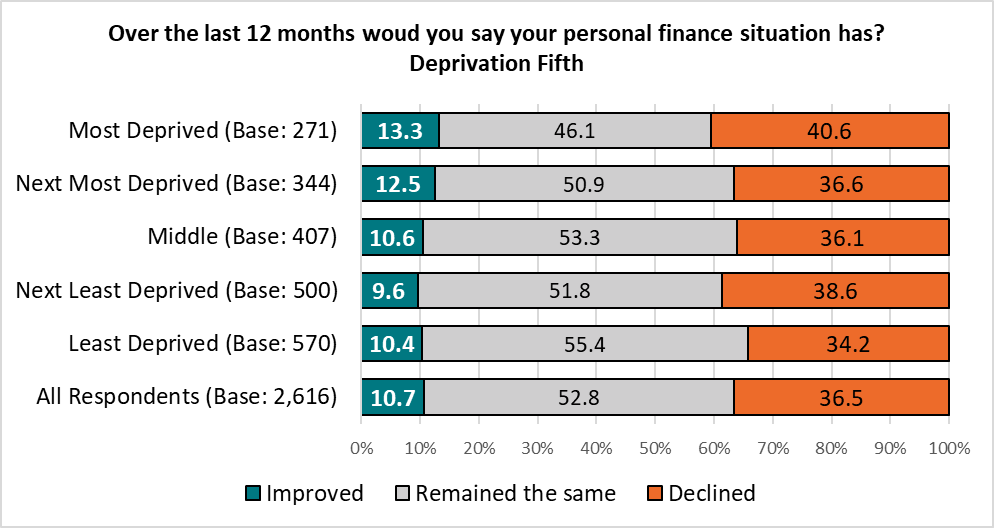 Over the last 12 months woud you say your personal finance situation has?
Deprivation Fifth
Most Deprived (Base: 271) 13.3 46.1 40.6
Next Most Deprived (Base: 344) 12.5 50.9 36.6
Middle (Base: 407) 10.6 53.3 36.1
Next Least Deprived (Base: 500) 9.6 51.8 38.6
Least Deprived (Base: 570) 10.4 55.4 34.2
All Respondents (Base: 2,616) 10.7 52.8 36.5
0% 10% 20% 30% 40% 50% 60% 70% 80% 90% 100%
Improved Remained the same Declined